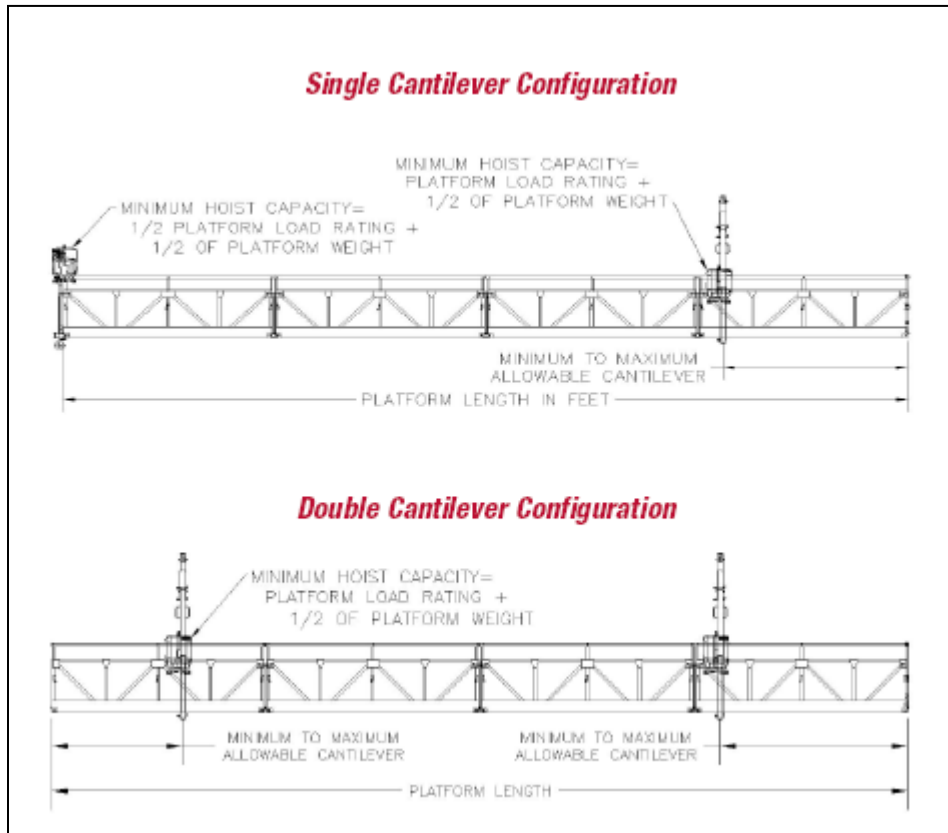 Single Cantilever Configuration
MINIMUM HOIST CAPACITY=
PLATFORM LOAD RATING +
1/2 OF PLATFORM WEIGHT
MINIMUM HOIST CAPACITY=
1/2 PLATFORM LOAD RATING +
1/2 OF PLATFORM WEIGHT
MINIMUM TO MAXIMUM
ALLOWABLE CANTILEVER
PLATFORM LENGTH IN FEET
Double Cantilever Configuration
MINIMUM HOIST CAPACITY=
PLATFORM LOAD RATING +
1/2 OF PLATFORM WEIGHT
MINIMUM TO MAXIMUM
ALLOWABLE CANTILEVER
MINIMUM TO MAXIMUM
ALLOWABLE CANTILEVER
PLATFORM LENGTH